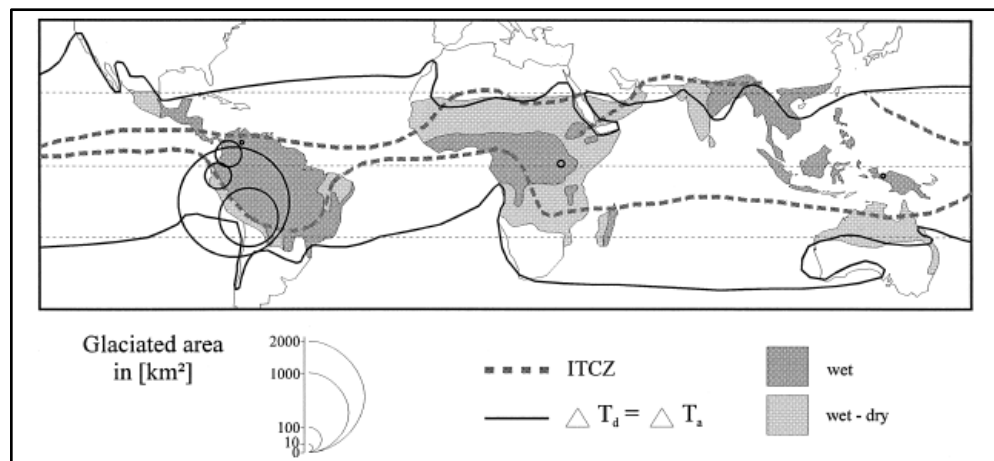 Glaciated area
in [km²]
2000
1000
100
10
0
ITCZ
△ T_d = △ T_a
wet
wet - dry